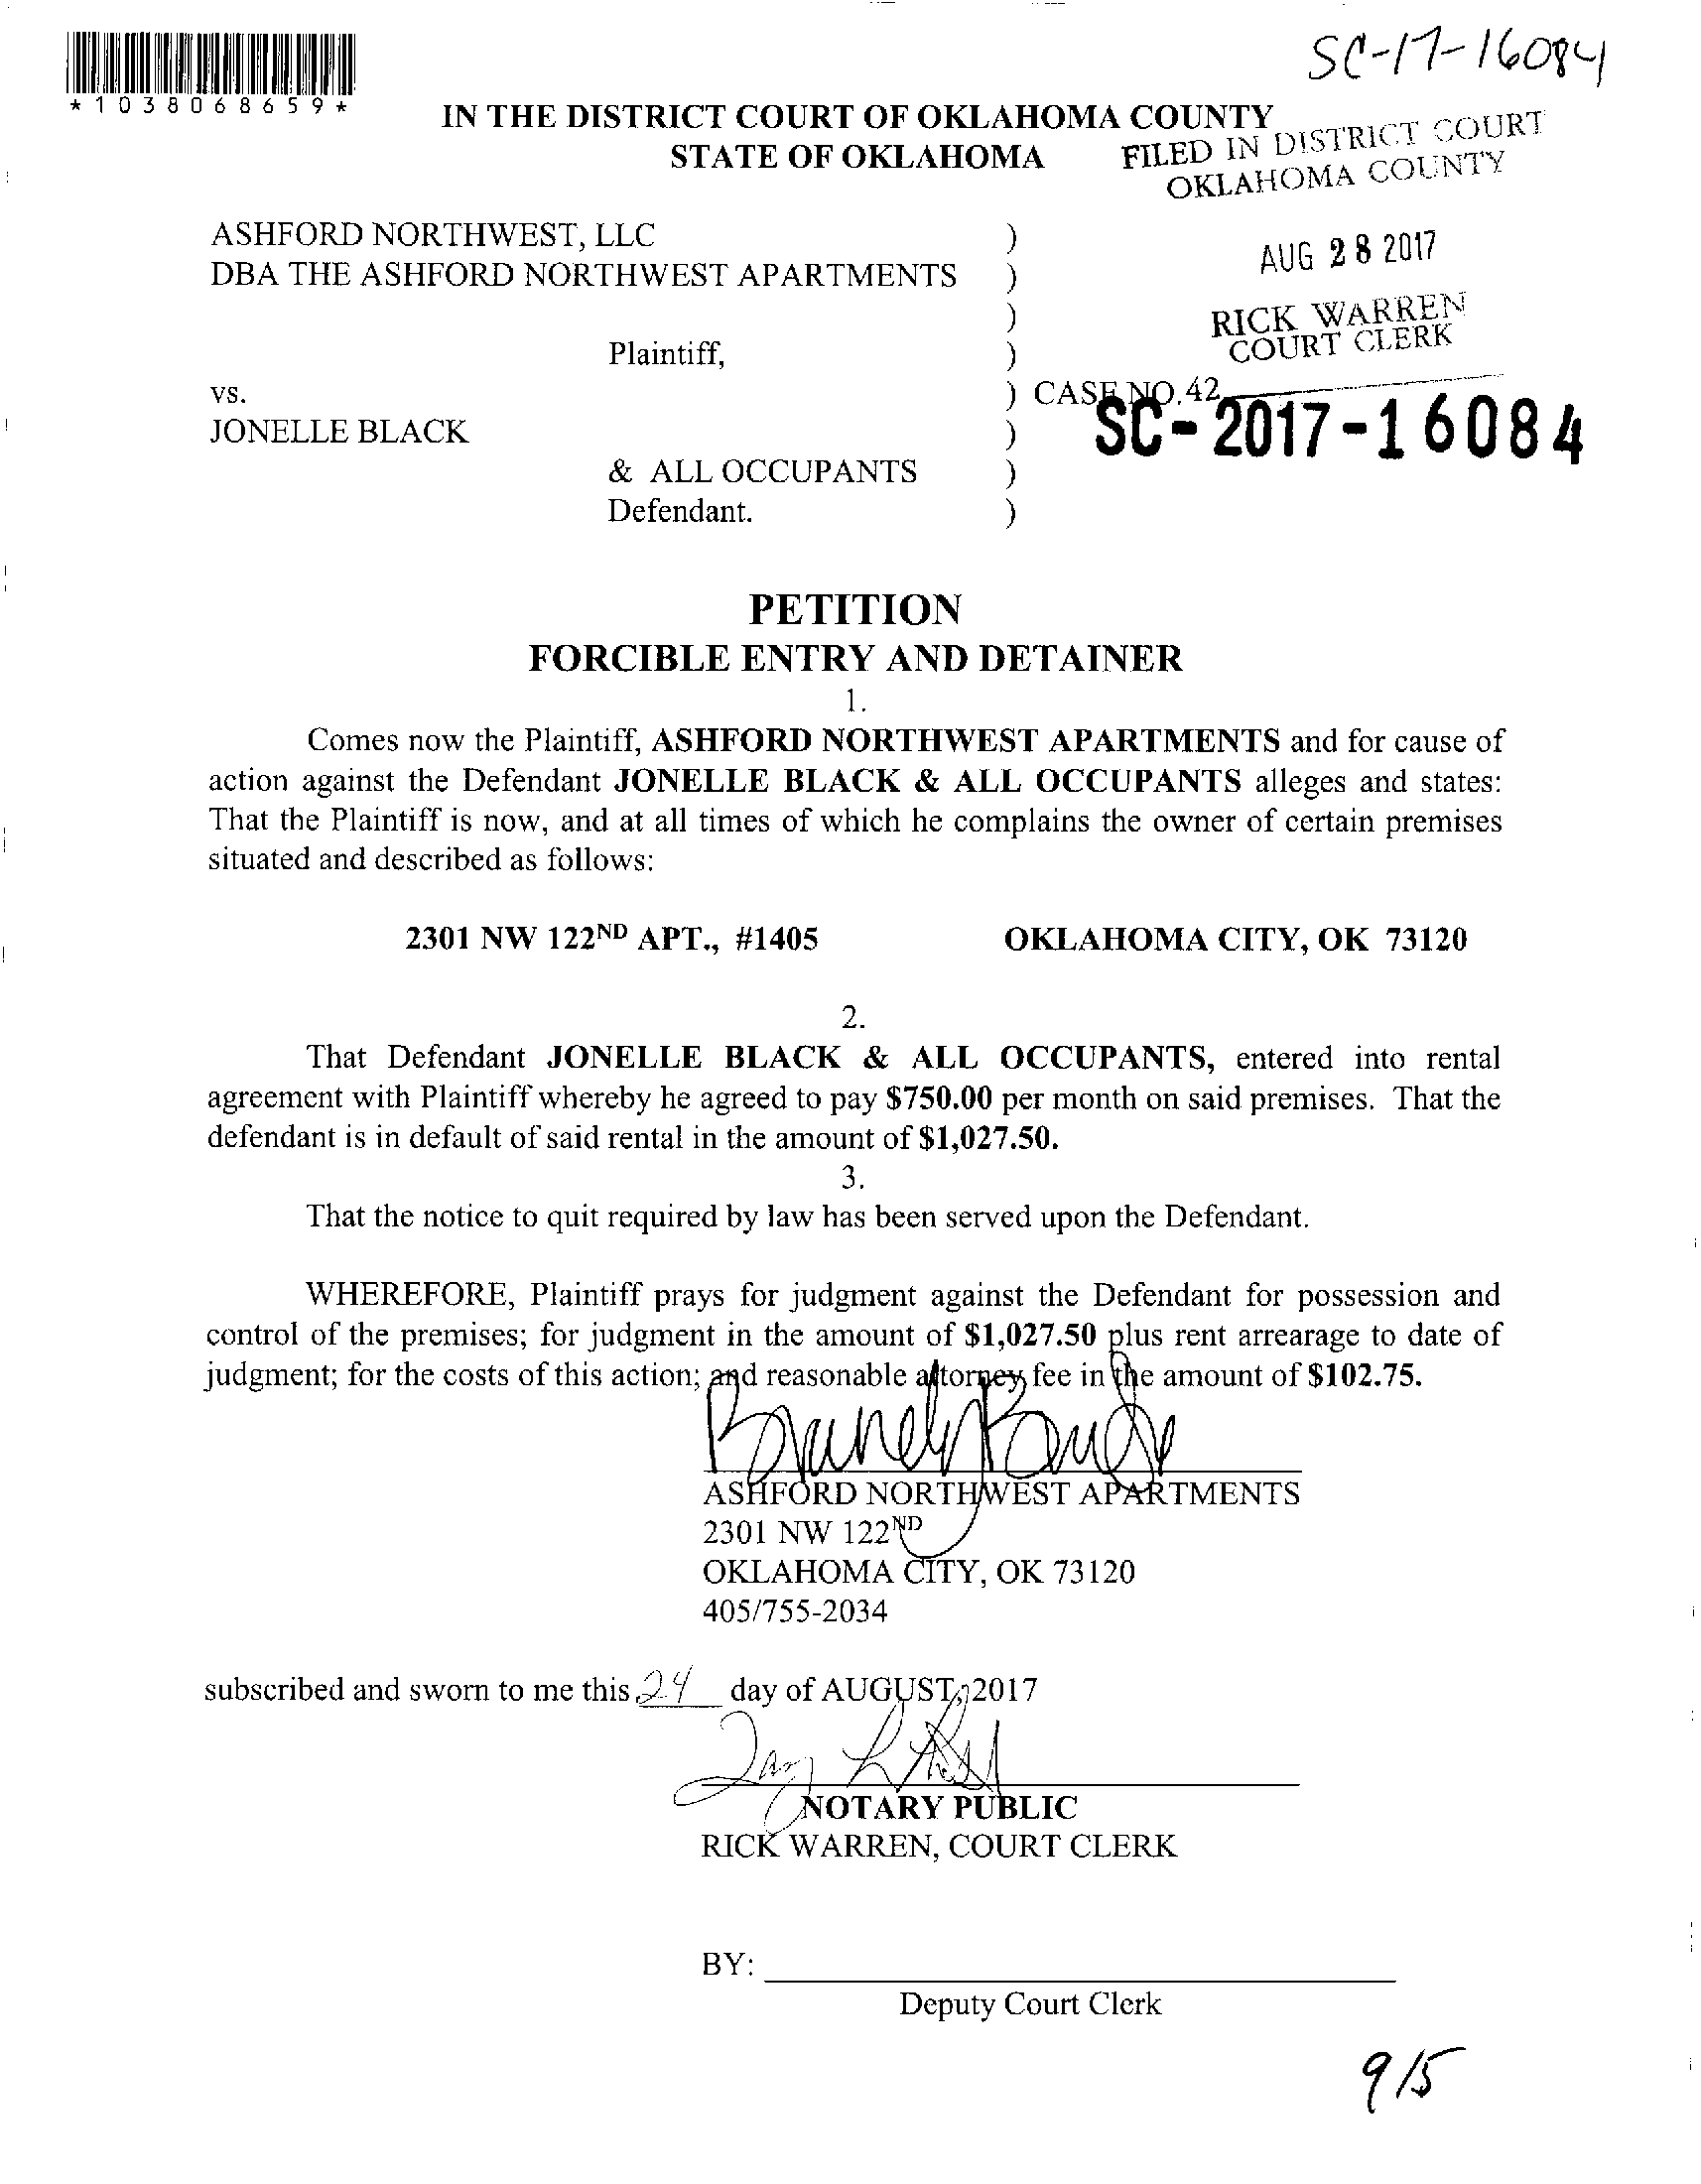 SC-17-16084
*1038068659*
IN THE DISTRICT COURT OF OKLAHOMA COUNTY
STATE OF OKLAHOMA
FILED IN DISTRICT COURT
OKLAHOMA COUNTY
AUG 28 2017
RICK WARREN
COURT CLERK
ASHFORD NORTHWEST, LLC )
DBA THE ASHFORD NORTHWEST APARTMENTS )
)
Plaintiff, )
vs. ) CASE NO. 42
SC-2017-16084
JONELLE BLACK )
& ALL OCCUPANTS )
Defendant. )
PETITION
FORCIBLE ENTRY AND DETAINER
1.
Comes now the Plaintiff, ASHFORD NORTHWEST APARTMENTS and for cause of
action against the Defendant JONELLE BLACK & ALL OCCUPANTS alleges and states:
That the Plaintiff is now, and at all times of which he complains the owner of certain premises
situated and described as follows:
2301 NW 122ND APT., #1405 OKLAHOMA CITY, OK 73120
2.
That Defendant JONELLE BLACK & ALL OCCUPANTS, entered into rental
agreement with Plaintiff whereby he agreed to pay $750.00 per month on said premises. That the
defendant is in default of said rental in the amount of $1,027.50.
3.
That the notice to quit required by law has been served upon the Defendant.
WHEREFORE, Plaintiff prays for judgment against the Defendant for possession and
control of the premises; for judgment in the amount of $1,027.50 plus rent arrearage to date of
judgment; for the costs of this action; and reasonable attorney fee in the amount of $102.75.
ASHFORD NORTHWEST APARTMENTS
2301 NW 122ND
OKLAHOMA CITY, OK 73120
405/755-2034
subscribed and sworn to me this 24 day of AUGUST, 2017
NOTARY PUBLIC
RICK WARREN, COURT CLERK
BY:
Deputy Court Clerk
9/5